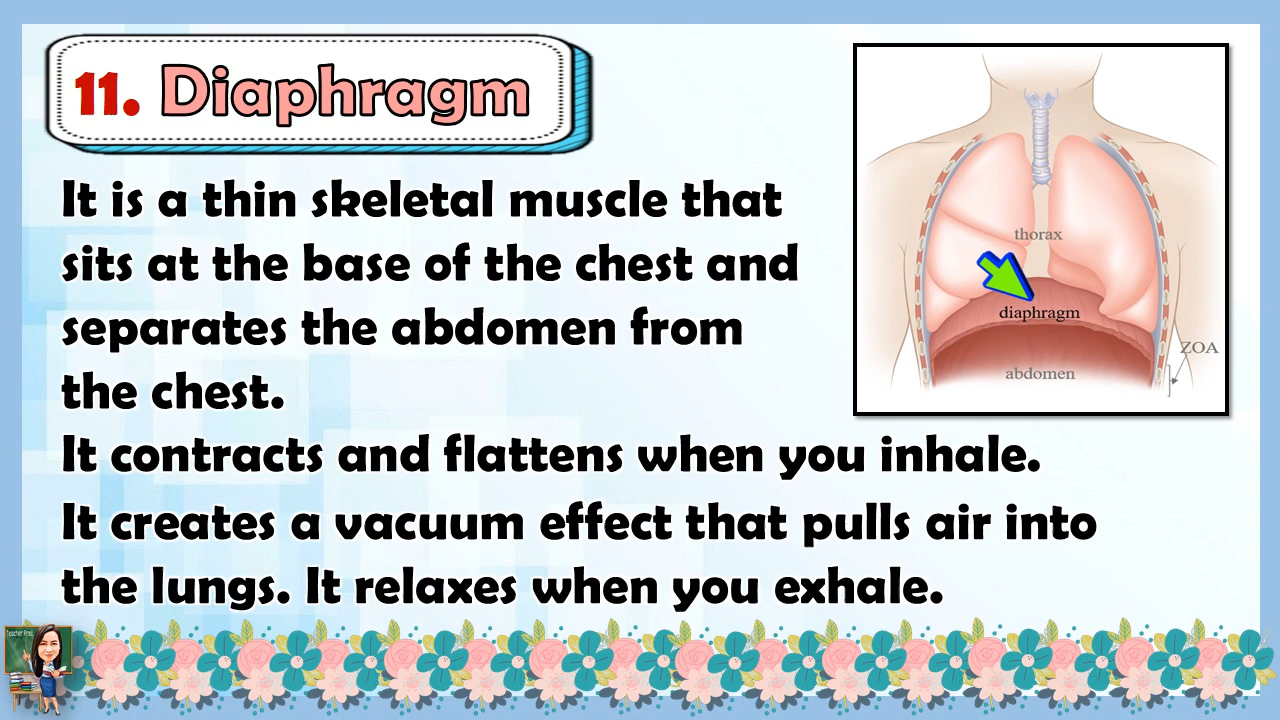 11. Diaphragm
It is a thin skeletal muscle that
sits at the base of the chest and
separates the abdomen from
the chest.
It contracts and flattens when you inhale.
It creates a vacuum effect that pulls air into
the lungs. It relaxes when you exhale.
thorax
diaphragm
ZOA
abdomen